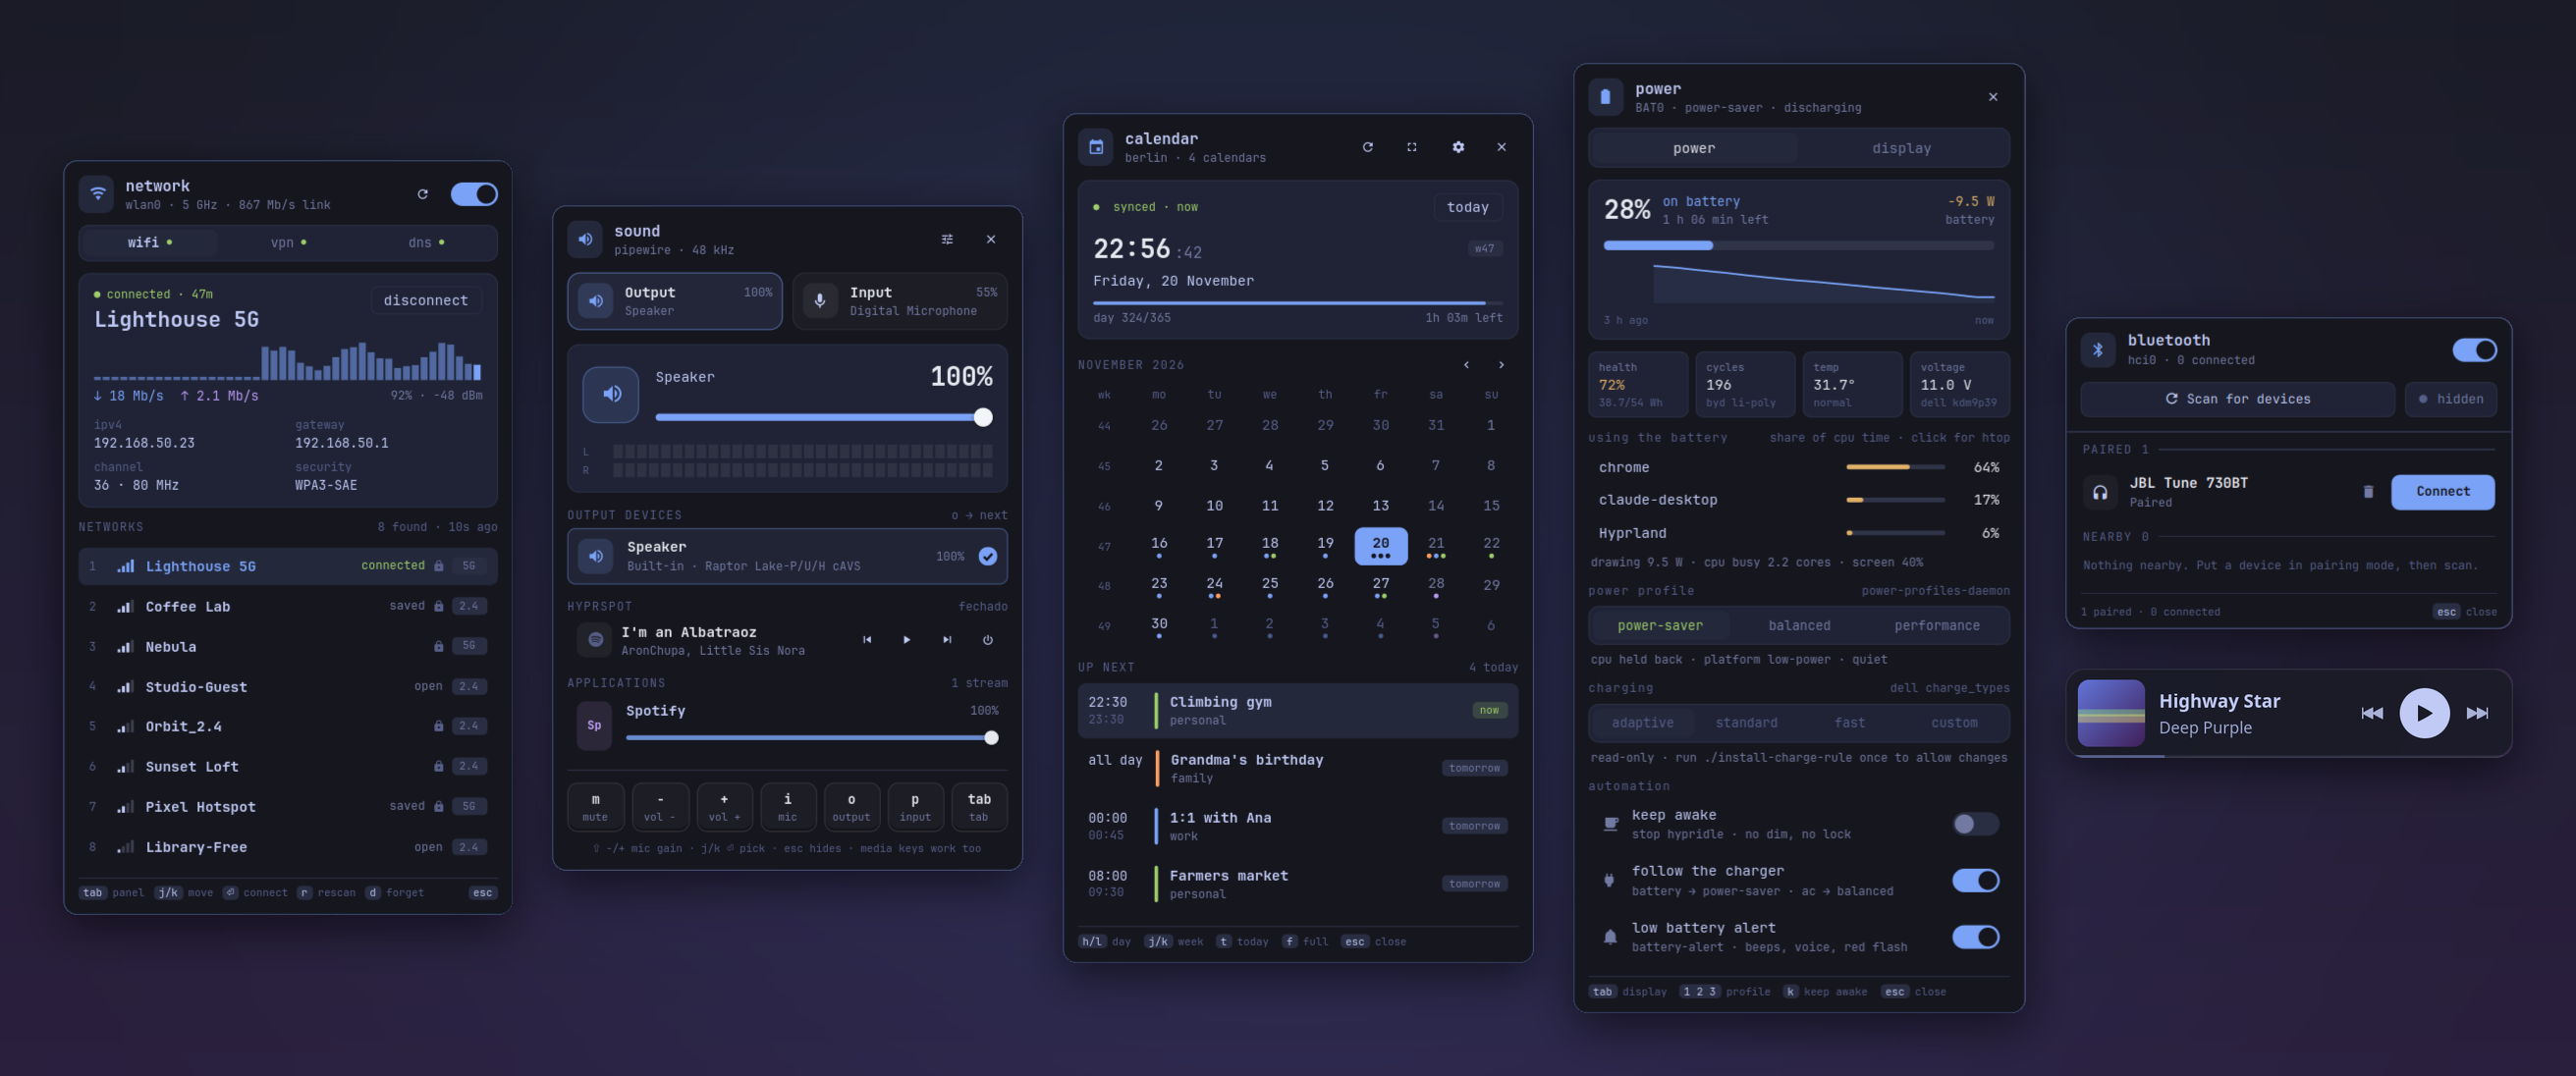 network
wlan0 · 5 GHz · 867 Mb/s link
wifi vpn dns
connected · 47m
disconnect
Lighthouse 5G
↓ 18 Mb/s ↑ 2.1 Mb/s 92% · -48 dBm
ipv4 gateway
192.168.50.23 192.168.50.1
channel security
36 · 80 MHz WPA3-SAE
NETWORKS 8 found · 10s ago
1 Lighthouse 5G connected 5G
2 Coffee Lab saved 2.4
3 Nebula 5G
4 Studio-Guest open 2.4
5 Orbit_2.4 2.4
6 Sunset Loft 2.4
7 Pixel Hotspot saved 5G
8 Library-Free open 2.4
tab panel j/k move ⏎ connect r rescan d forget esc
sound
pipewire · 48 kHz
Output 100%
Speaker
Input 55%
Digital Microphone
Speaker 100%
L
R
OUTPUT DEVICES o → next
Speaker 100%
Built-in · Raptor Lake-P/U/H cAVS
HYPRSPOT fechado
I'm an Albatraoz
AronChupa, Little Sis Nora
APPLICATIONS 1 stream
Sp Spotify 100%
m - + i o p tab
mute vol - vol + mic output input tab
⇧ -/+ mic gain · j/k ⏎ pick · esc hides · media keys work too
calendar
berlin · 4 calendars
synced · now today
22:56 :42 w47
Friday, 20 November
day 324/365 1h 03m left
NOVEMBER 2026 ‹ ›
wk mo tu we th fr sa su
44 26 27 28 29 30 31 1
45 2 3 4 5 6 7 8
46 9 10 11 12 13 14 15
47 16 17 18 19 20 21 22
48 23 24 25 26 27 28 29
49 30 1 2 3 4 5 6
UP NEXT 4 today
22:30 Climbing gym now
23:30 personal
all day Grandma's birthday tomorrow
family
00:00 1:1 with Ana tomorrow
00:45 work
08:00 Farmers market tomorrow
09:30 personal
h/l day j/k week t today f full esc close
power
BAT0 · power-saver · discharging
power display
28% on battery -9.5 W
1 h 06 min left battery
3 h ago now
health cycles temp voltage
72% 196 31.7° 11.0 V
38.7/54 Wh byd li-poly normal dell kdm9p39
using the battery share of cpu time · click for htop
chrome 64%
claude-desktop 17%
Hyprland 6%
drawing 9.5 W · cpu busy 2.2 cores · screen 40%
power profile power-profiles-daemon
power-saver balanced performance
cpu held back · platform low-power · quiet
charging dell charge_types
adaptive standard fast custom
read-only · run ./install-charge-rule once to allow changes
automation
keep awake
stop hypridle · no dim, no lock
follow the charger
battery → power-saver · ac → balanced
low battery alert
battery-alert · beeps, voice, red flash
tab display 1 2 3 profile k keep awake esc close
bluetooth
hci0 · 0 connected
Scan for devices hidden
PAIRED 1
JBL Tune 730BT Connect
Paired
NEARBY 0
Nothing nearby. Put a device in pairing mode, then scan.
1 paired · 0 connected esc close
Highway Star
Deep Purple